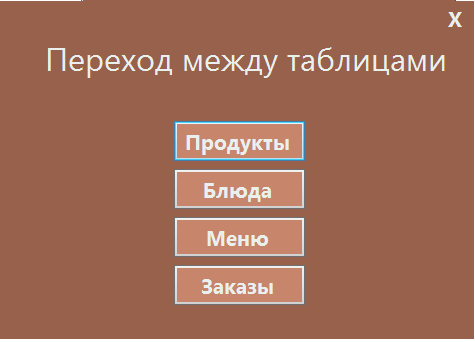 X
Переход между таблицами
Продукты
Блюда
Меню
Заказы